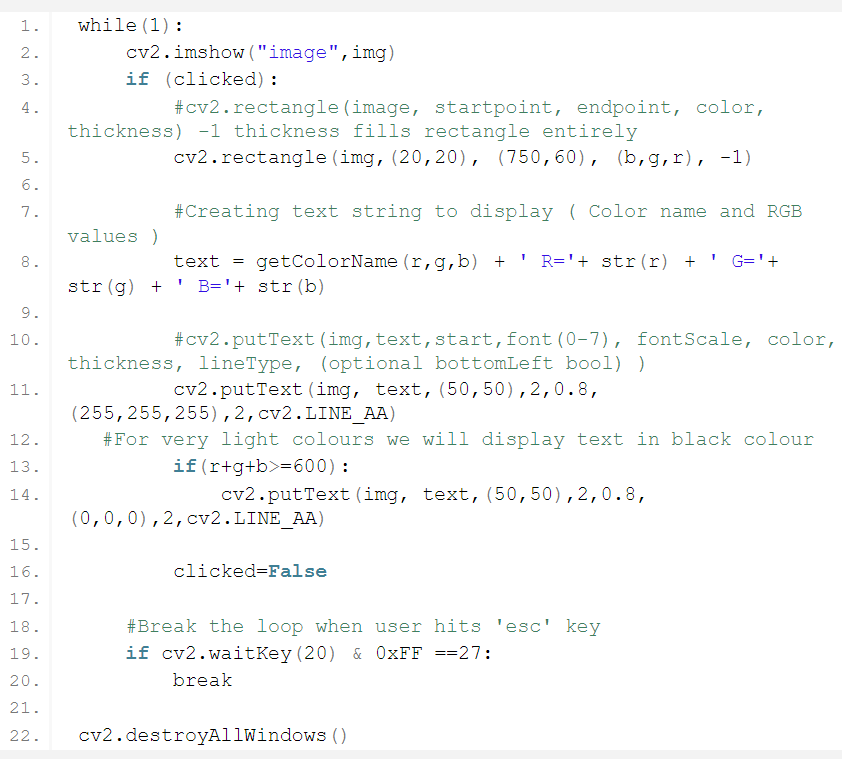 1. while(1):
2. cv2.imshow("image",img)
3. if (clicked):
4. #cv2.rectangle(image, startpoint, endpoint, color,
thickness) -1 thickness fills rectangle entirely
5. cv2.rectangle(img,(20,20), (750,60), (b,g,r), -1)
6.
7. #Creating text string to display ( Color name and RGB
values )
8. text = getColorName(r,g,b) + ' R='+ str(r) + ' G='+
str(g) + ' B='+ str(b)
9.
10. #cv2.putText(img,text,start,font(0-7), fontScale, color,
thickness, lineType, (optional bottomLeft bool) )
11. cv2.putText(img, text,(50,50),2,0.8,
(255,255,255),2,cv2.LINE_AA)
12. #For very light colours we will display text in black colour
13. if(r+g+b>=600):
14. cv2.putText(img, text,(50,50),2,0.8,
(0,0,0),2,cv2.LINE_AA)
15.
16. clicked=False
17.
18. #Break the loop when user hits 'esc' key
19. if cv2.waitKey(20) & 0xFF ==27:
20. break
21.
22. cv2.destroyAllWindows()